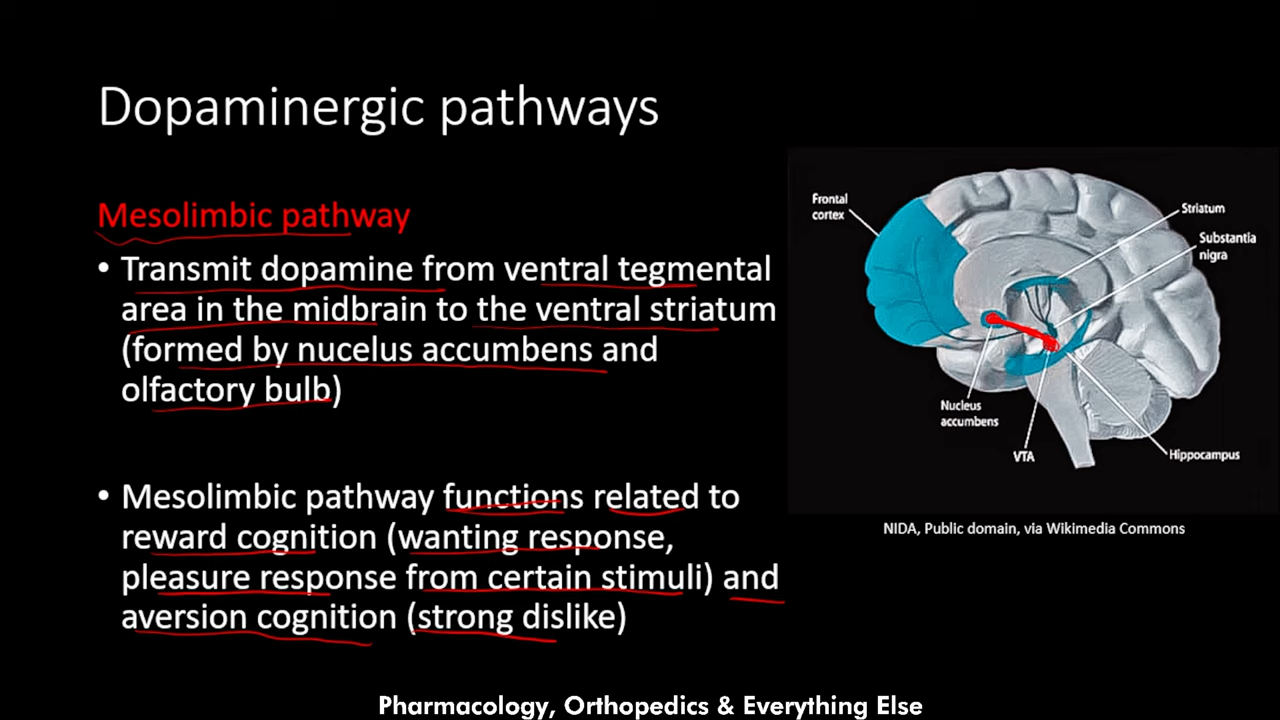 Dopaminergic pathways
Mesolimbic pathway
• Transmit dopamine from ventral tegmental
area in the midbrain to the ventral striatum
(formed by nucelus accumbens and
olfactory bulb)
• Mesolimbic pathway functions related to
reward cognition (wanting response,
pleasure response from certain stimuli) and
aversion cognition (strong dislike)
Frontal
cortex
Striatum
Substantia
nigra
Nucleus
accumbens
VTA
Hippocampus
NIDA, Public domain, via Wikimedia Commons
Pharmacology, Orthopedics & Everything Else